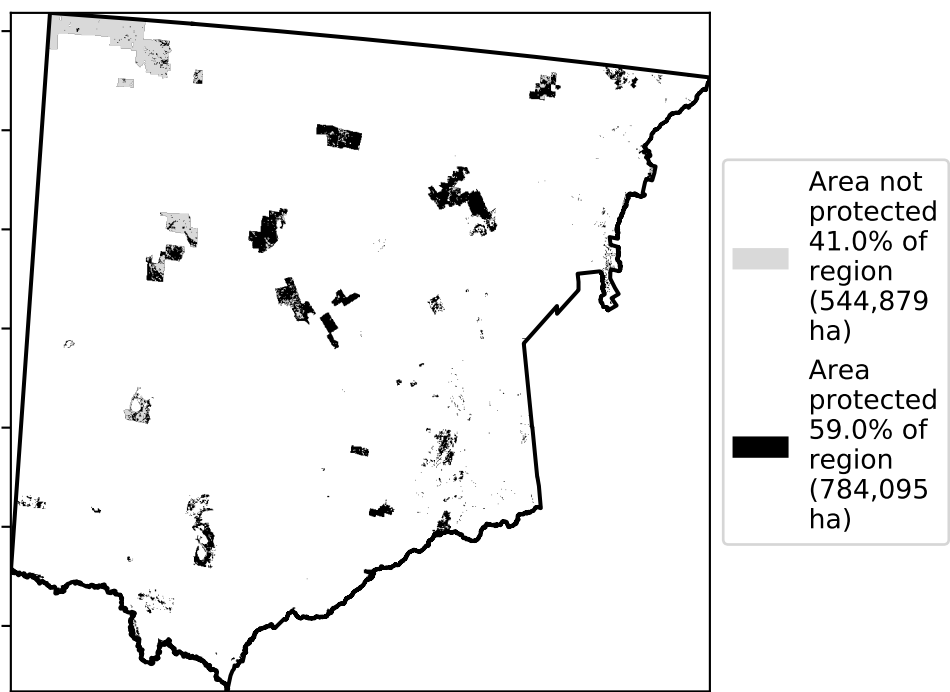 Area not
protected
41.0% of
region
(544,879
ha)
Area
protected
59.0% of
region
(784,095
ha)